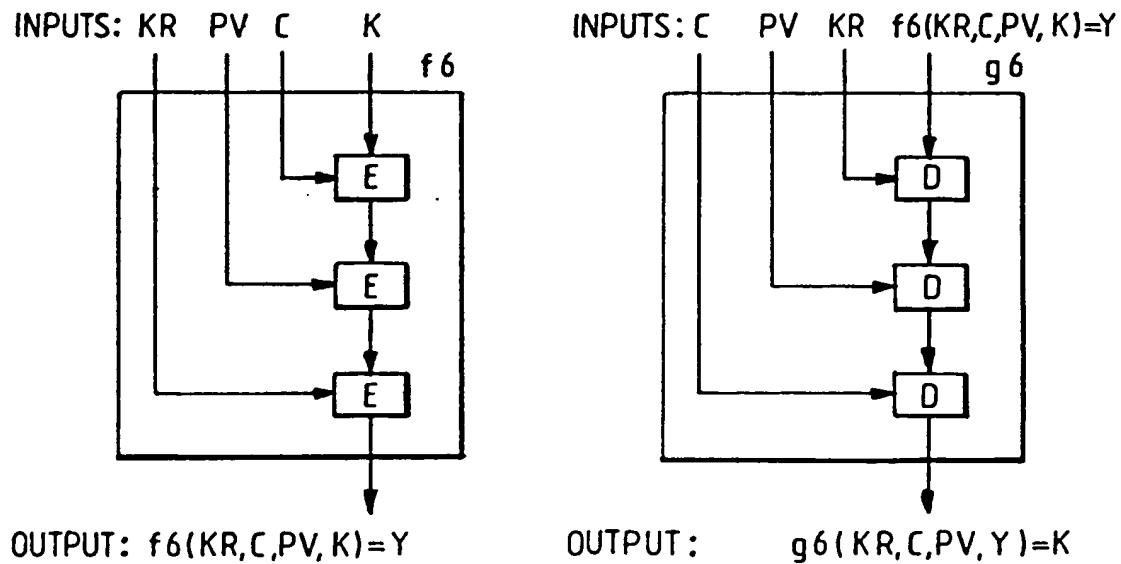 INPUTS: KR PV C K
f6
E
E
E
OUTPUT: f6(KR,C,PV,K)=Y
INPUTS: C PV KR f6(KR,C,PV,K)=Y
g6
D
D
D
OUTPUT: g6(KR,C,PV,Y)=K